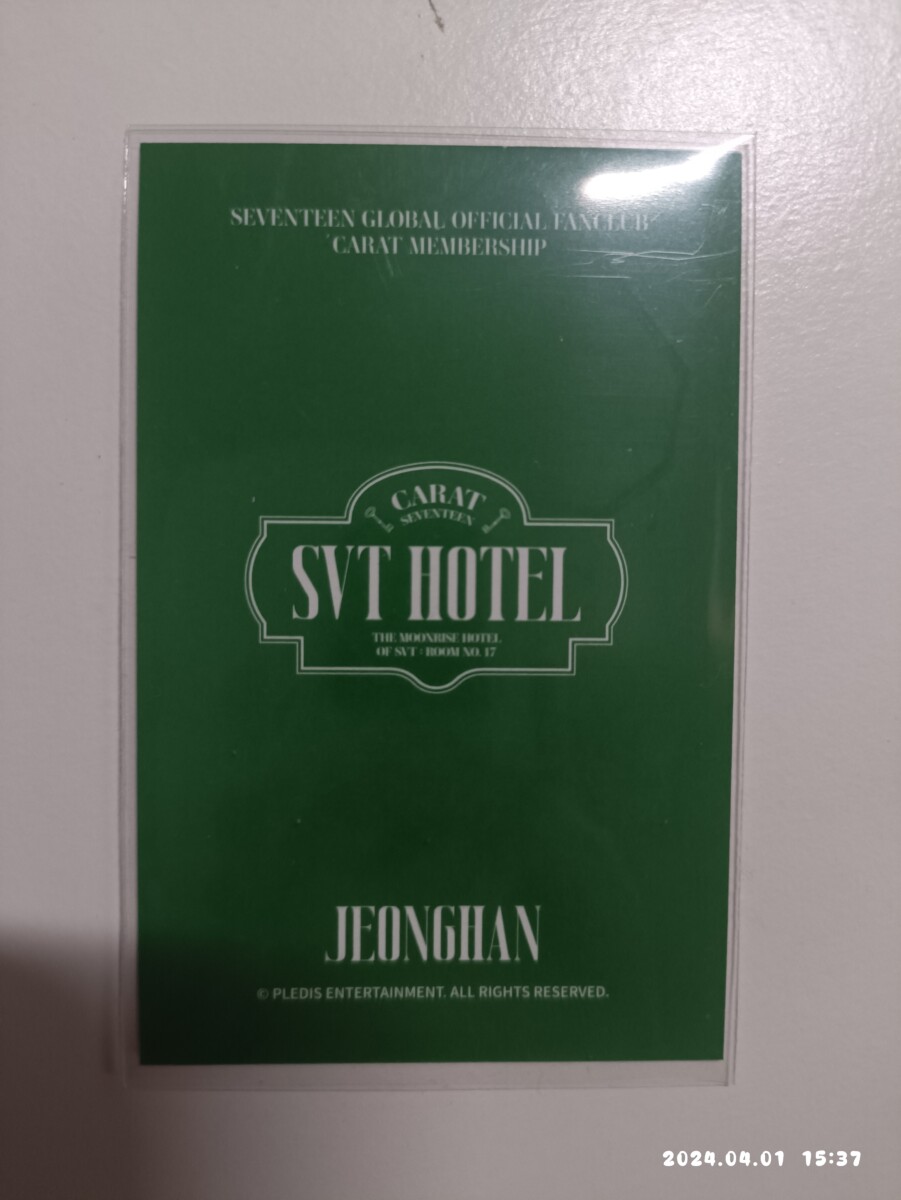 SEVENTEEN GLOBAL OFFICIAL FANCLUB
CARAT MEMBERSHIP
CARAT
SEVENTEEN
SVT HOTEL
THE MOONRISE HOTEL
OF SVT : ROOM NO. 17
JEONGHAN
© PLEDIS ENTERTAINMENT. ALL RIGHTS RESERVED.
2024.04.01 15:37